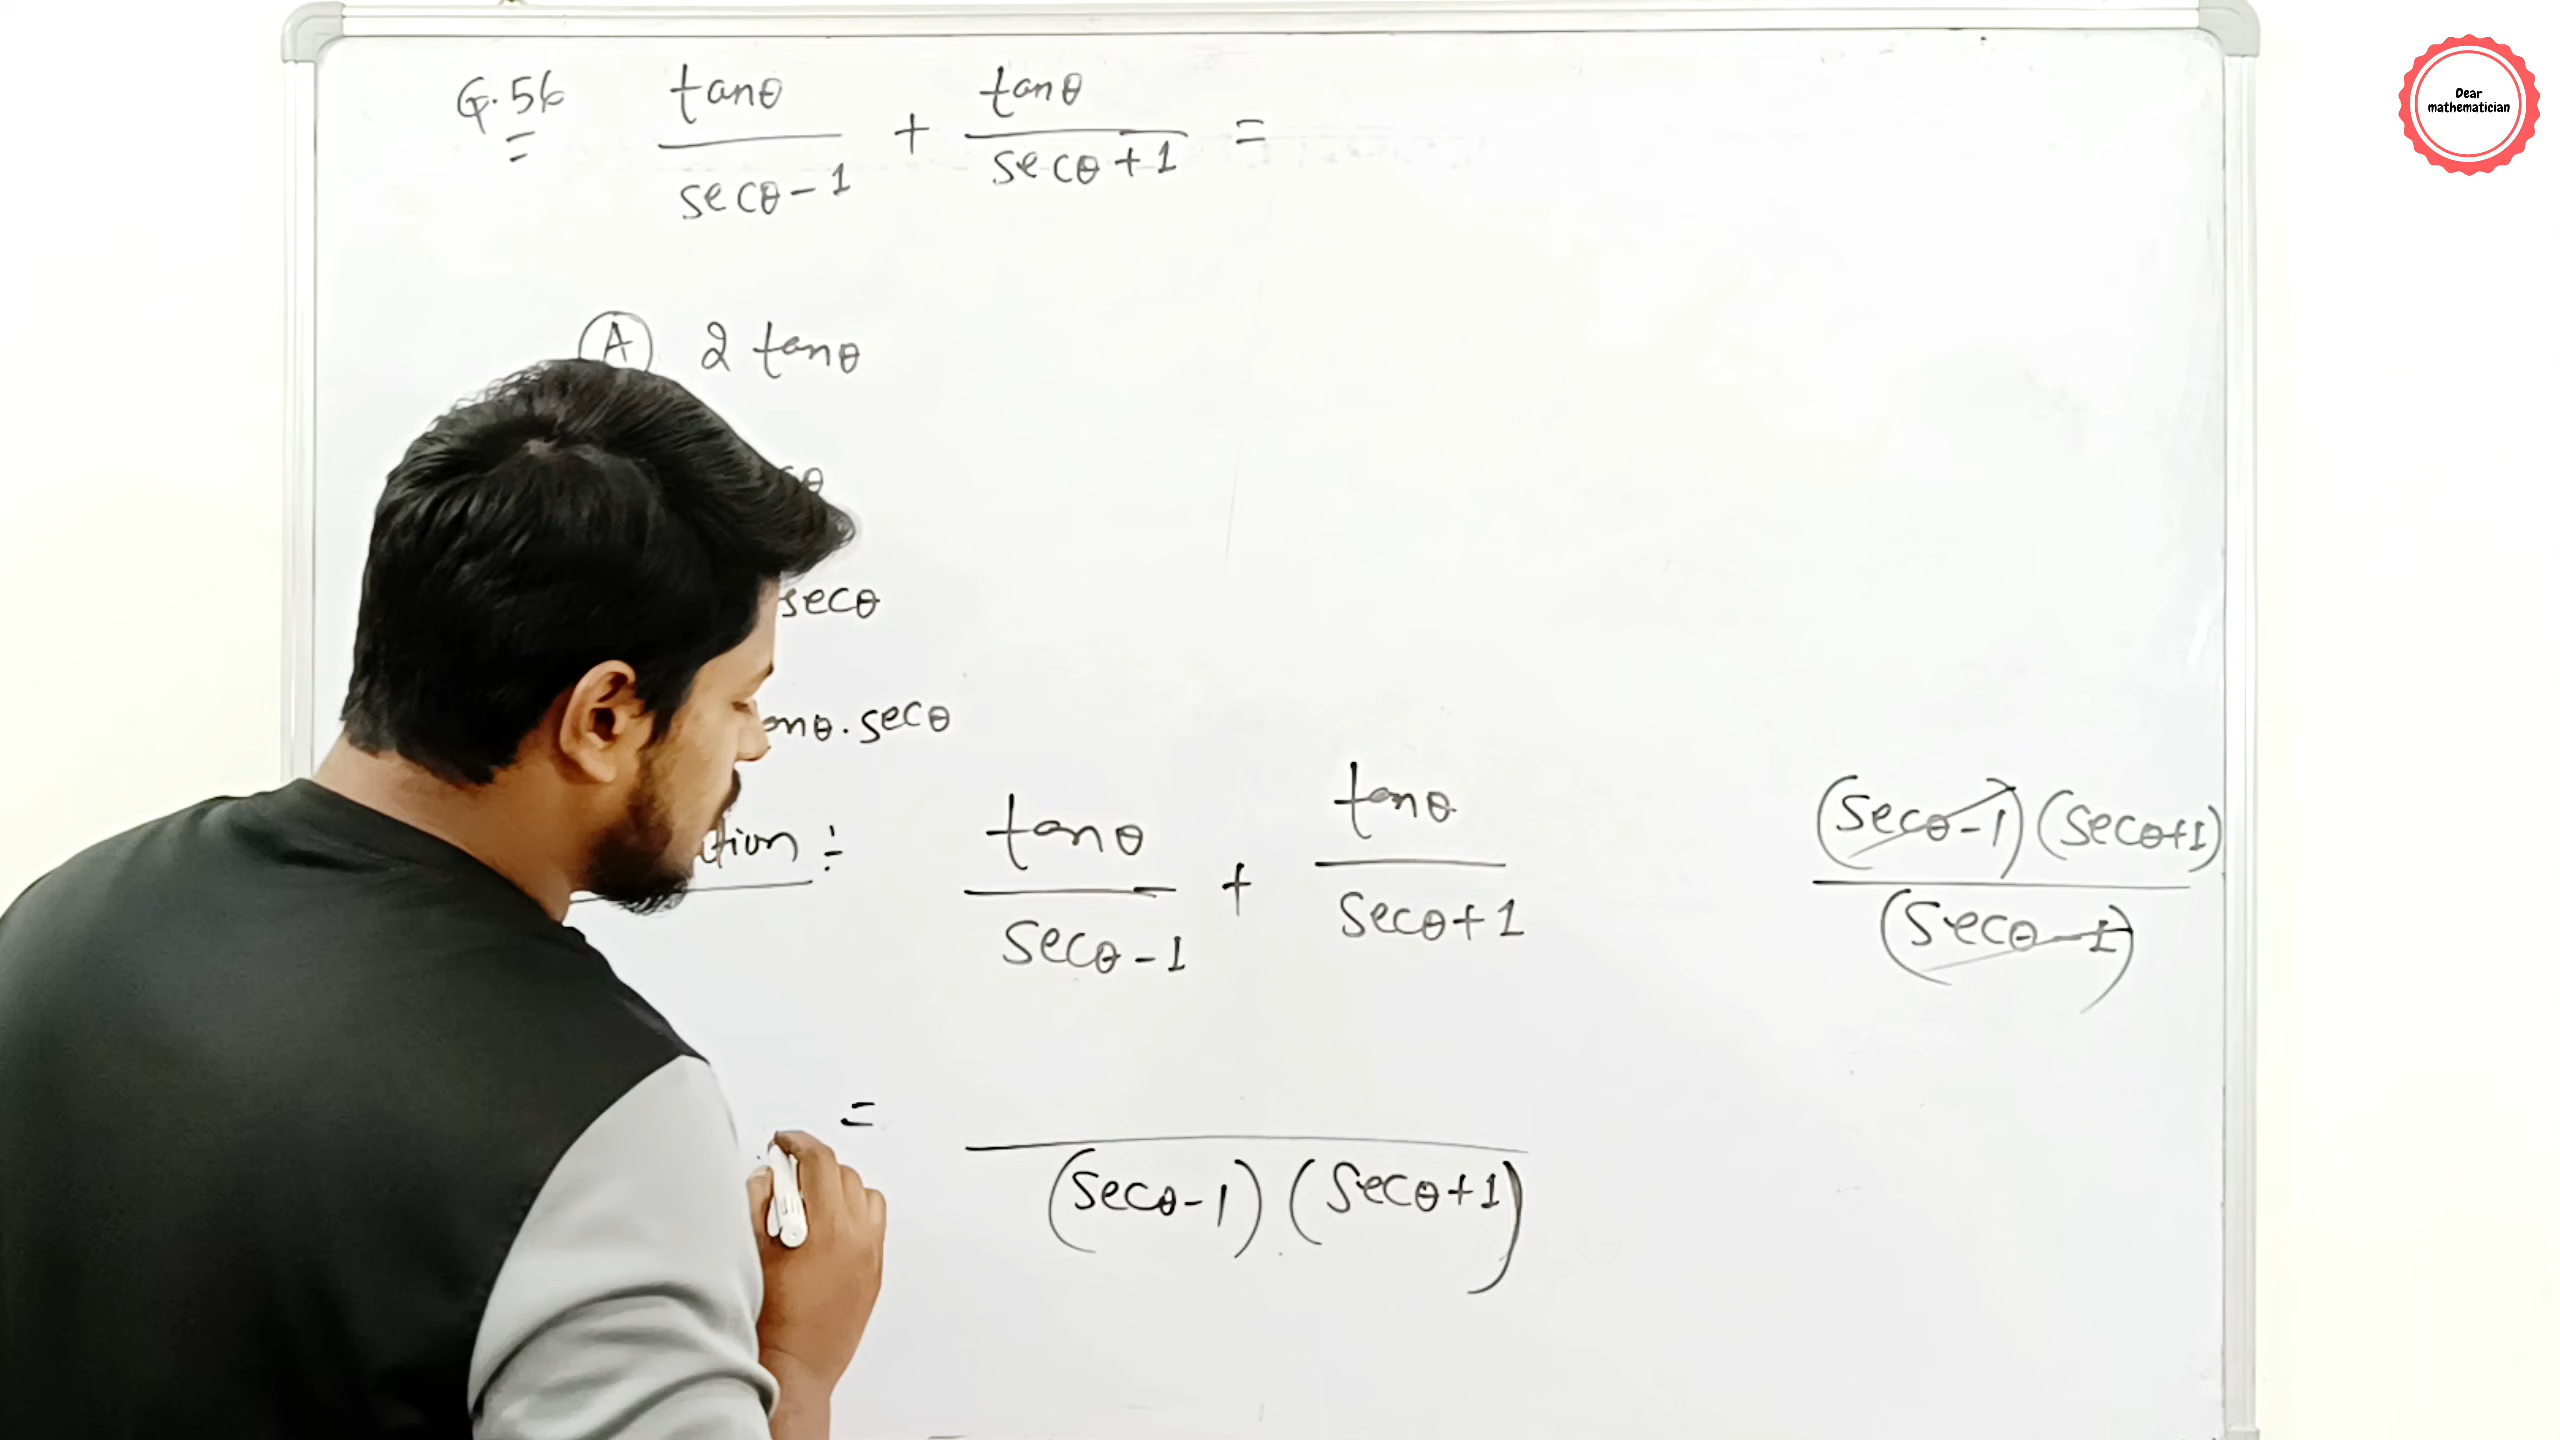 Q.56 tanθ/secθ-1 + tanθ/secθ+1 =
Dear
mathematician
(A) 2 tanθ
secθ
secθ
:
tanθ/secθ-1 + tanθ/secθ+1
(secθ-1)(secθ+1)/(secθ-1)
=
(secθ-1)(secθ+1)